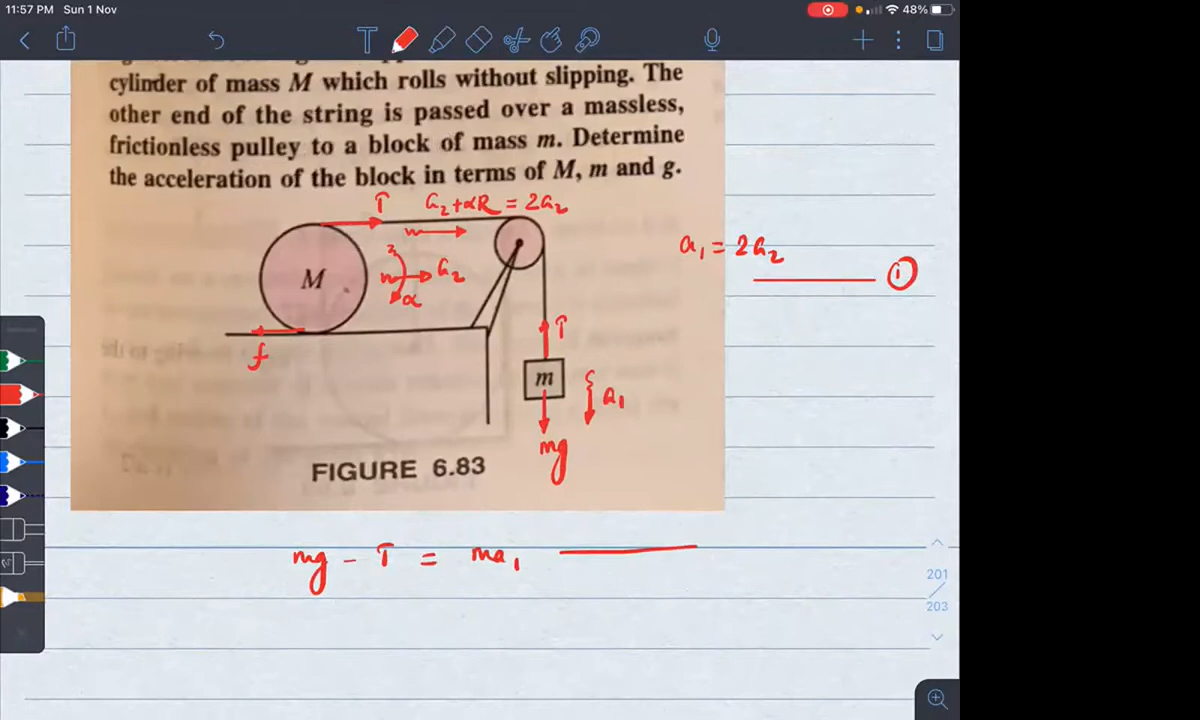 11:57 PM Sun 1 Nov
48%
cylinder of mass M which rolls without slipping. The
other end of the string is passed over a massless,
frictionless pulley to a block of mass m. Determine
the acceleration of the block in terms of M, m and g.
T
a₂+αR = 2a₂
a₁ = 2a₂
①
M
a₂
α
f
T
m
a₁
mg
FIGURE 6.83
mg - T = ma₁
201
203